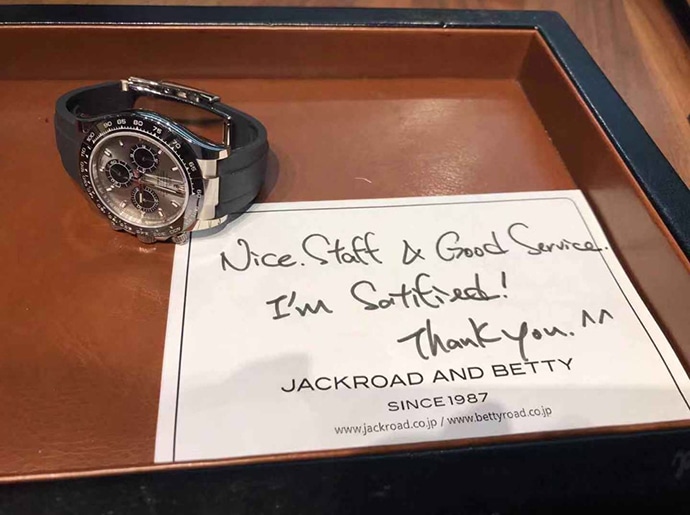 Nice. Staff & Good Service.
I'm Satified!
Thank you. ^^
JACKROAD AND BETTY
SINCE 1987
www.jackroad.co.jp / www.bettyroad.co.jp